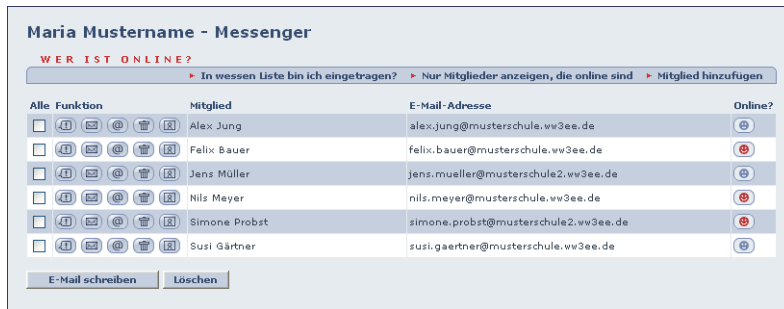 Maria Mustername - Messenger
WER IST ONLINE?
In wessen Liste bin ich eingetragen? Nur Mitglieder anzeigen, die online sind Mitglied hinzufügen
Alle Funktion Mitglied E-Mail-Adresse Online?
Alex Jung alex.jung@musterschule.ww3ee.de
Felix Bauer felix.bauer@musterschule.ww3ee.de
Jens Müller jens.mueller@musterschule2.ww3ee.de
Nils Meyer nils.meyer@musterschule.ww3ee.de
Simone Probst simone.probst@musterschule2.ww3ee.de
Susi Gärtner susi.gaertner@musterschule.ww3ee.de
E-Mail schreiben Löschen